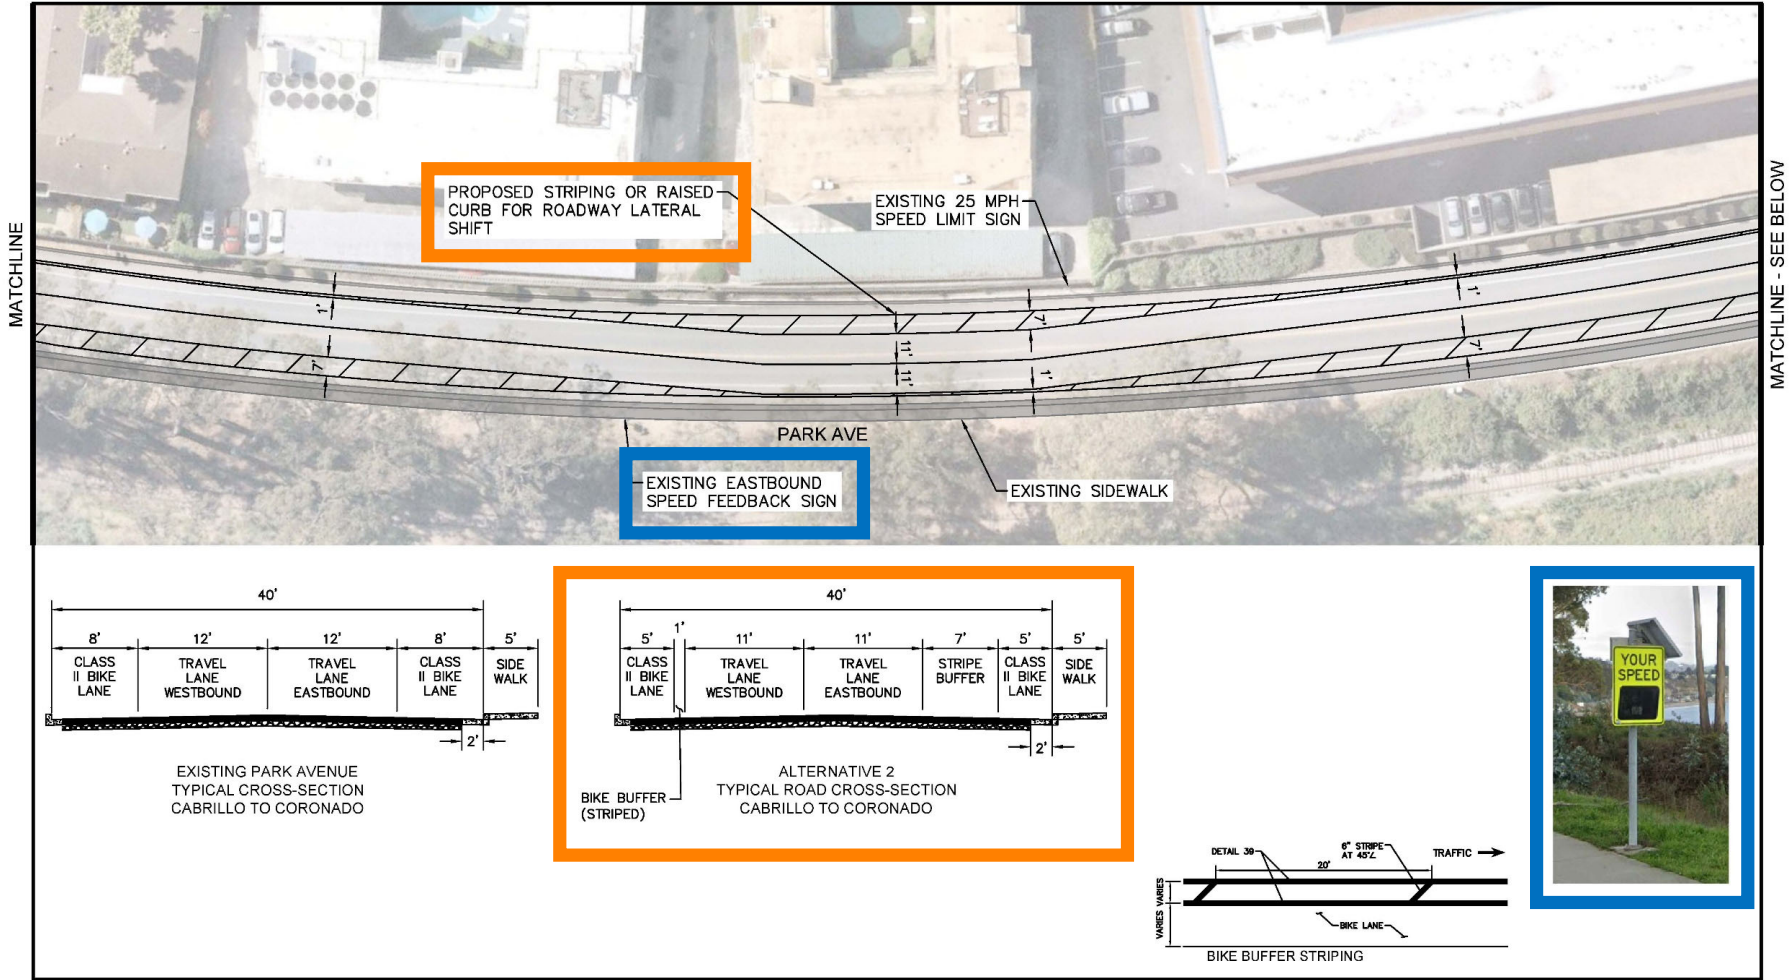 PROPOSED STRIPING OR RAISED
CURB FOR ROADWAY LATERAL
SHIFT
EXISTING 25 MPH
SPEED LIMIT SIGN
MATCHLINE
MATCHLINE - SEE BELOW
1'
7'
1'
11'
7'
11'
1'
7'
PARK AVE
EXISTING EASTBOUND
SPEED FEEDBACK SIGN
EXISTING SIDEWALK
40'
8'
12'
12'
8'
5'
CLASS
II BIKE
LANE
TRAVEL
LANE
WESTBOUND
TRAVEL
LANE
EASTBOUND
CLASS
II BIKE
LANE
SIDE
WALK
2'
EXISTING PARK AVENUE
TYPICAL CROSS-SECTION
CABRILLO TO CORONADO
40'
5'
1'
11'
11'
7'
5'
5'
CLASS
II BIKE
LANE
TRAVEL
LANE
WESTBOUND
TRAVEL
LANE
EASTBOUND
STRIPE
BUFFER
CLASS
II BIKE
LANE
SIDE
WALK
2'
BIKE BUFFER
(STRIPED)
ALTERNATIVE 2
TYPICAL ROAD CROSS-SECTION
CABRILLO TO CORONADO
YOUR
SPEED
DETAIL 39
6" STRIPE
AT 45°∠
TRAFFIC
20'
VARIES
VARIES
BIKE LANE
BIKE BUFFER STRIPING